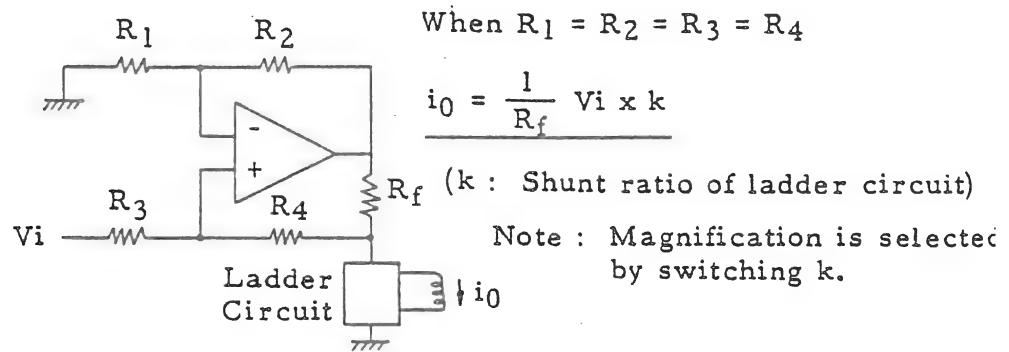 When R1 = R2 = R3 = R4
R1
R2
i0 = 1/Rf Vi x k
-
+
Rf
(k : Shunt ratio of ladder circuit)
R3
R4
Vi
Note : Magnification is selected
by switching k.
Ladder
Circuit
i0